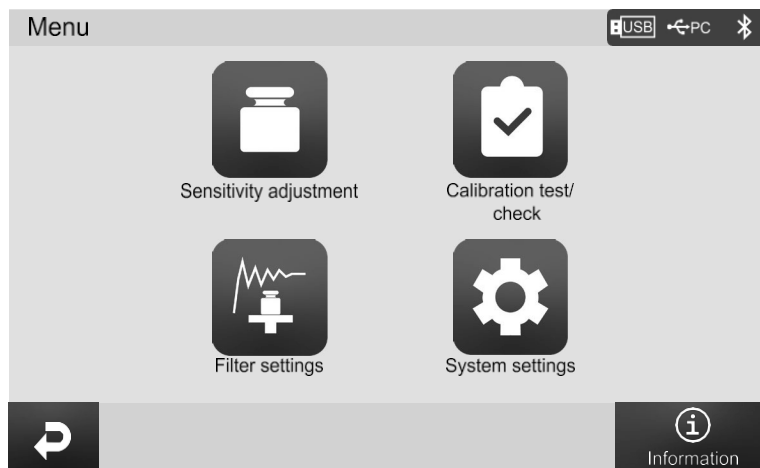 Menu
USB PC
Sensitivity adjustment
Calibration test/
check
Filter settings
System settings
Information